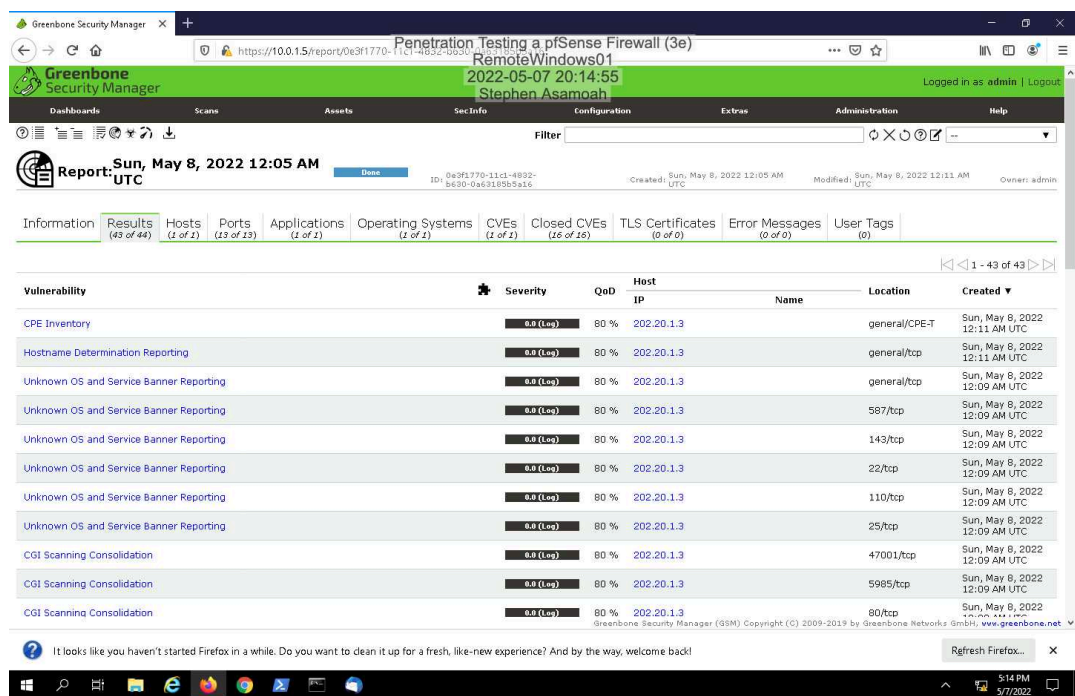 Greenbone Security Manager
https://10.0.1.5/report/0e3f1770-11c1-4832-b630-0a63185b5a16
Penetration Testing a pfSense Firewall (3e)
RemoteWindows01
2022-05-07 20:14:55
Stephen Asamoah
Greenbone
Security Manager
Logged in as admin | Logout
Dashboards Scans Assets SecInfo Configuration Extras Administration Help
Filter
--
Report: Sun, May 8, 2022 12:05 AM UTC
Done
ID: 0e3f1770-11c1-4832-b630-0a63185b5a16
Created: Sun, May 8, 2022 12:05 AM UTC
Modified: Sun, May 8, 2022 12:11 AM UTC
Owner: admin
Information Results Hosts Ports Applications Operating Systems CVEs Closed CVEs TLS Certificates Error Messages User Tags
(43 of 44) (1 of 1) (13 of 13) (1 of 1) (1 of 1) (1 of 1) (16 of 16) (0 of 0) (0 of 0) (0)
1 - 43 of 43
Vulnerability Severity QoD Host Location Created ▼
IP Name
CPE Inventory 0.0 (Log) 80 % 202.20.1.3 general/CPE-T Sun, May 8, 2022 12:11 AM UTC
Hostname Determination Reporting 0.0 (Log) 80 % 202.20.1.3 general/tcp Sun, May 8, 2022 12:11 AM UTC
Unknown OS and Service Banner Reporting 0.0 (Log) 80 % 202.20.1.3 general/tcp Sun, May 8, 2022 12:09 AM UTC
Unknown OS and Service Banner Reporting 0.0 (Log) 80 % 202.20.1.3 587/tcp Sun, May 8, 2022 12:09 AM UTC
Unknown OS and Service Banner Reporting 0.0 (Log) 80 % 202.20.1.3 143/tcp Sun, May 8, 2022 12:09 AM UTC
Unknown OS and Service Banner Reporting 0.0 (Log) 80 % 202.20.1.3 22/tcp Sun, May 8, 2022 12:09 AM UTC
Unknown OS and Service Banner Reporting 0.0 (Log) 80 % 202.20.1.3 110/tcp Sun, May 8, 2022 12:09 AM UTC
Unknown OS and Service Banner Reporting 0.0 (Log) 80 % 202.20.1.3 25/tcp Sun, May 8, 2022 12:09 AM UTC
CGI Scanning Consolidation 0.0 (Log) 80 % 202.20.1.3 47001/tcp Sun, May 8, 2022 12:09 AM UTC
CGI Scanning Consolidation 0.0 (Log) 80 % 202.20.1.3 5985/tcp Sun, May 8, 2022 12:09 AM UTC
CGI Scanning Consolidation 0.0 (Log) 80 % 202.20.1.3 80/tcp Sun, May 8, 2022
Greenbone Security Manager (GSM) Copyright (C) 2009-2019 by Greenbone Networks GmbH, www.greenbone.net
It looks like you haven't started Firefox in a while. Do you want to clean it up for a fresh, like-new experience? And by the way, welcome back!
Refresh Firefox...
5:14 PM
5/7/2022